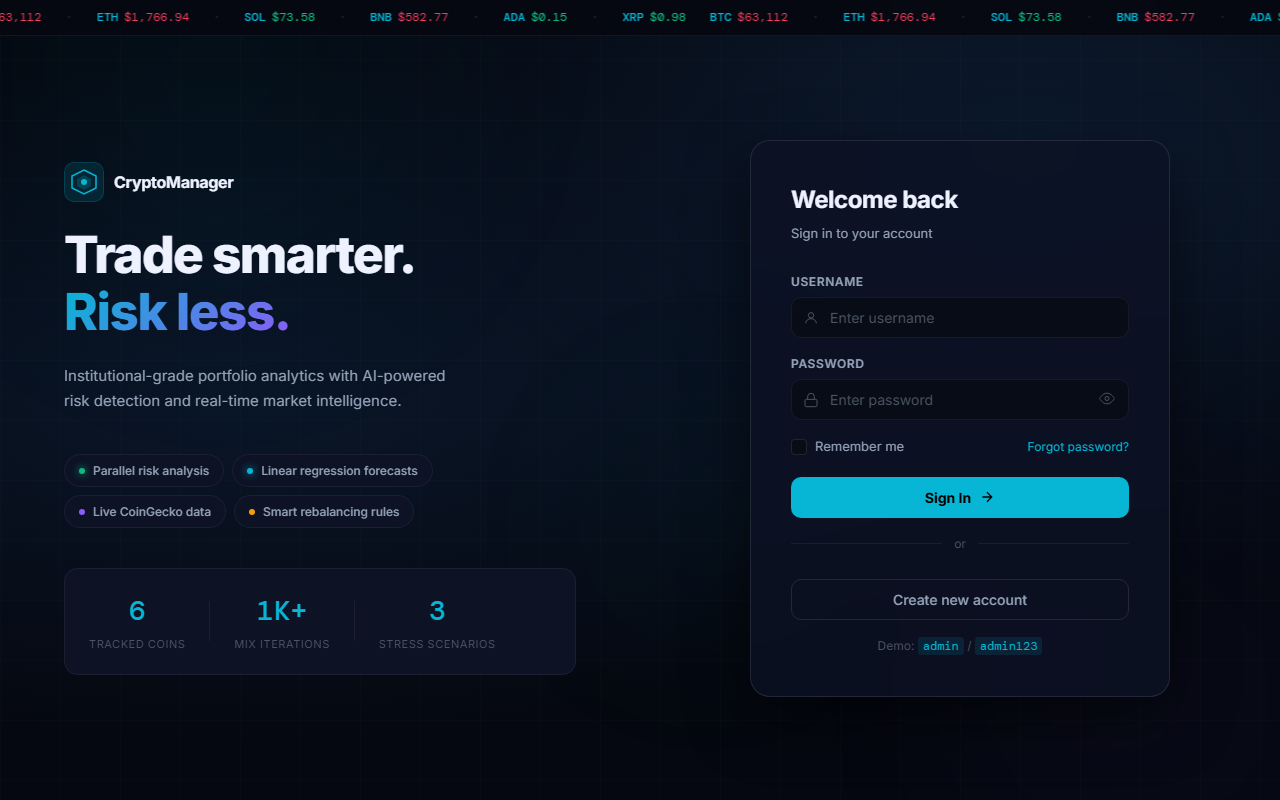 63,112 · ETH $1,766.94 · SOL $73.58 · BNB $582.77 · ADA $0.15 · XRP $0.98 BTC $63,112 · ETH $1,766.94 · SOL $73.58 · BNB $582.77 · ADA
CryptoManager
Trade smarter.
Risk less.
Institutional-grade portfolio analytics with AI-powered
risk detection and real-time market intelligence.
Parallel risk analysis
Linear regression forecasts
Live CoinGecko data
Smart rebalancing rules
6
TRACKED COINS
1K+
MIX ITERATIONS
3
STRESS SCENARIOS
Welcome back
Sign in to your account
USERNAME
Enter username
PASSWORD
Enter password
Remember me
Forgot password?
Sign In →
or
Create new account
Demo: admin / admin123